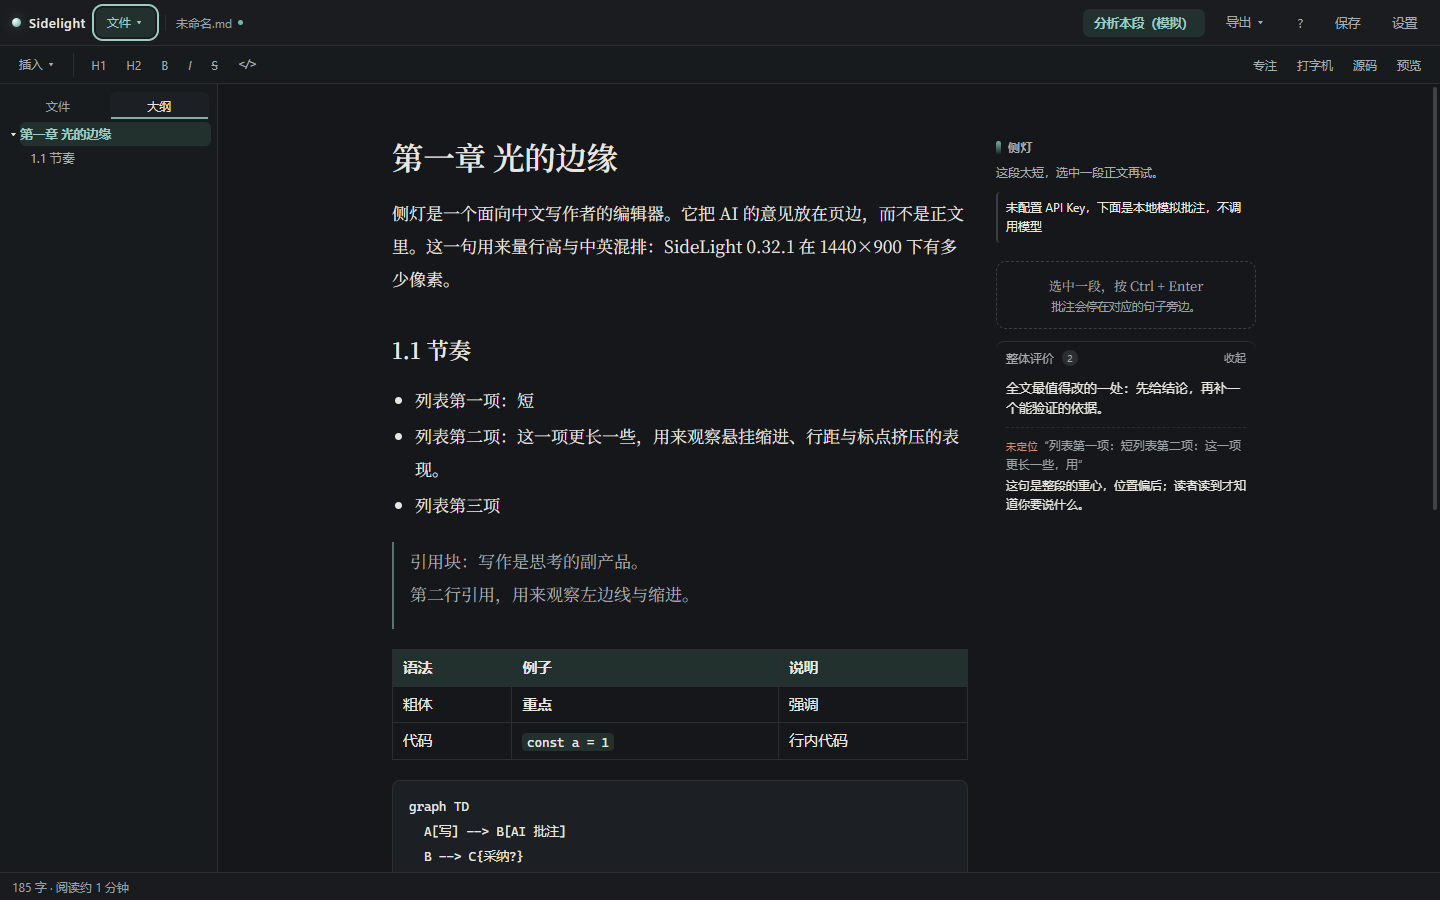 Sidelight 文件 未命名.md 分析本段（模拟） 导出 ? 保存 设置
插入 H1 H2 B I S </> 专注 打字机 源码 预览
文件 大纲
第一章 光的边缘
1.1 节奏
第一章 光的边缘
侧灯是一个面向中文写作者的编辑器。它把 AI 的意见放在页边，而不是正文
里。这一句用来量行高与中英混排：SideLight 0.32.1 在 1440×900 下有多
少像素。
1.1 节奏
列表第一项：短
列表第二项：这一项更长一些，用来观察悬挂缩进、行距与标点挤压的表
现。
列表第三项
引用块：写作是思考的副产品。
第二行引用，用来观察左边线与缩进。
语法 例子 说明
粗体 重点 强调
代码 const a = 1 行内代码
graph TD
A[写] --> B[AI 批注]
B --> C{采纳?}
侧灯
这段太短，选中一段正文再试。
未配置 API Key，下面是本地模拟批注，不调
用模型
选中一段，按 Ctrl + Enter
批注会停在对应的句子旁边。
整体评价 2 收起
全文最值得改的一处：先给结论，再补一
个能验证的依据。
未定位 “列表第一项：短列表第二项：这一项
更长一些，用”
这句是整段的重心，位置偏后；读者读到才知
道你要说什么。
185 字 · 阅读约 1 分钟